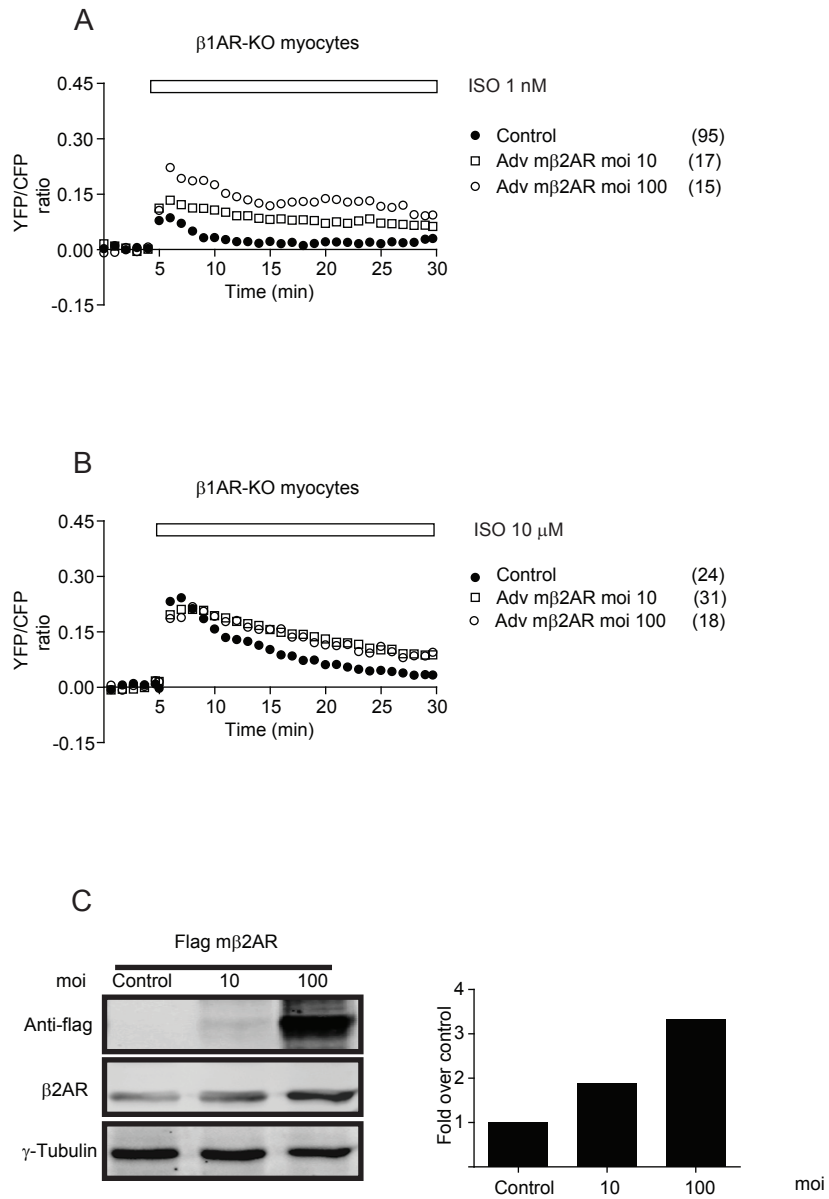 A
β1AR-KO myocytes
0.45
0.30
0.15
0.00
-0.15
YFP/CFP
ratio
5 10 15 20 25 30
Time (min)
ISO 1 nM
Control (95)
Adv mβ2AR moi 10 (17)
Adv mβ2AR moi 100 (15)
B
β1AR-KO myocytes
0.45
0.30
0.15
0.00
-0.15
YFP/CFP
ratio
5 10 15 20 25 30
Time (min)
ISO 10 μM
Control (24)
Adv mβ2AR moi 10 (31)
Adv mβ2AR moi 100 (18)
C
Flag mβ2AR
moi Control 10 100
Anti-flag
β2AR
γ-Tubulin
4
3
2
1
Fold over control
Control 10 100 moi